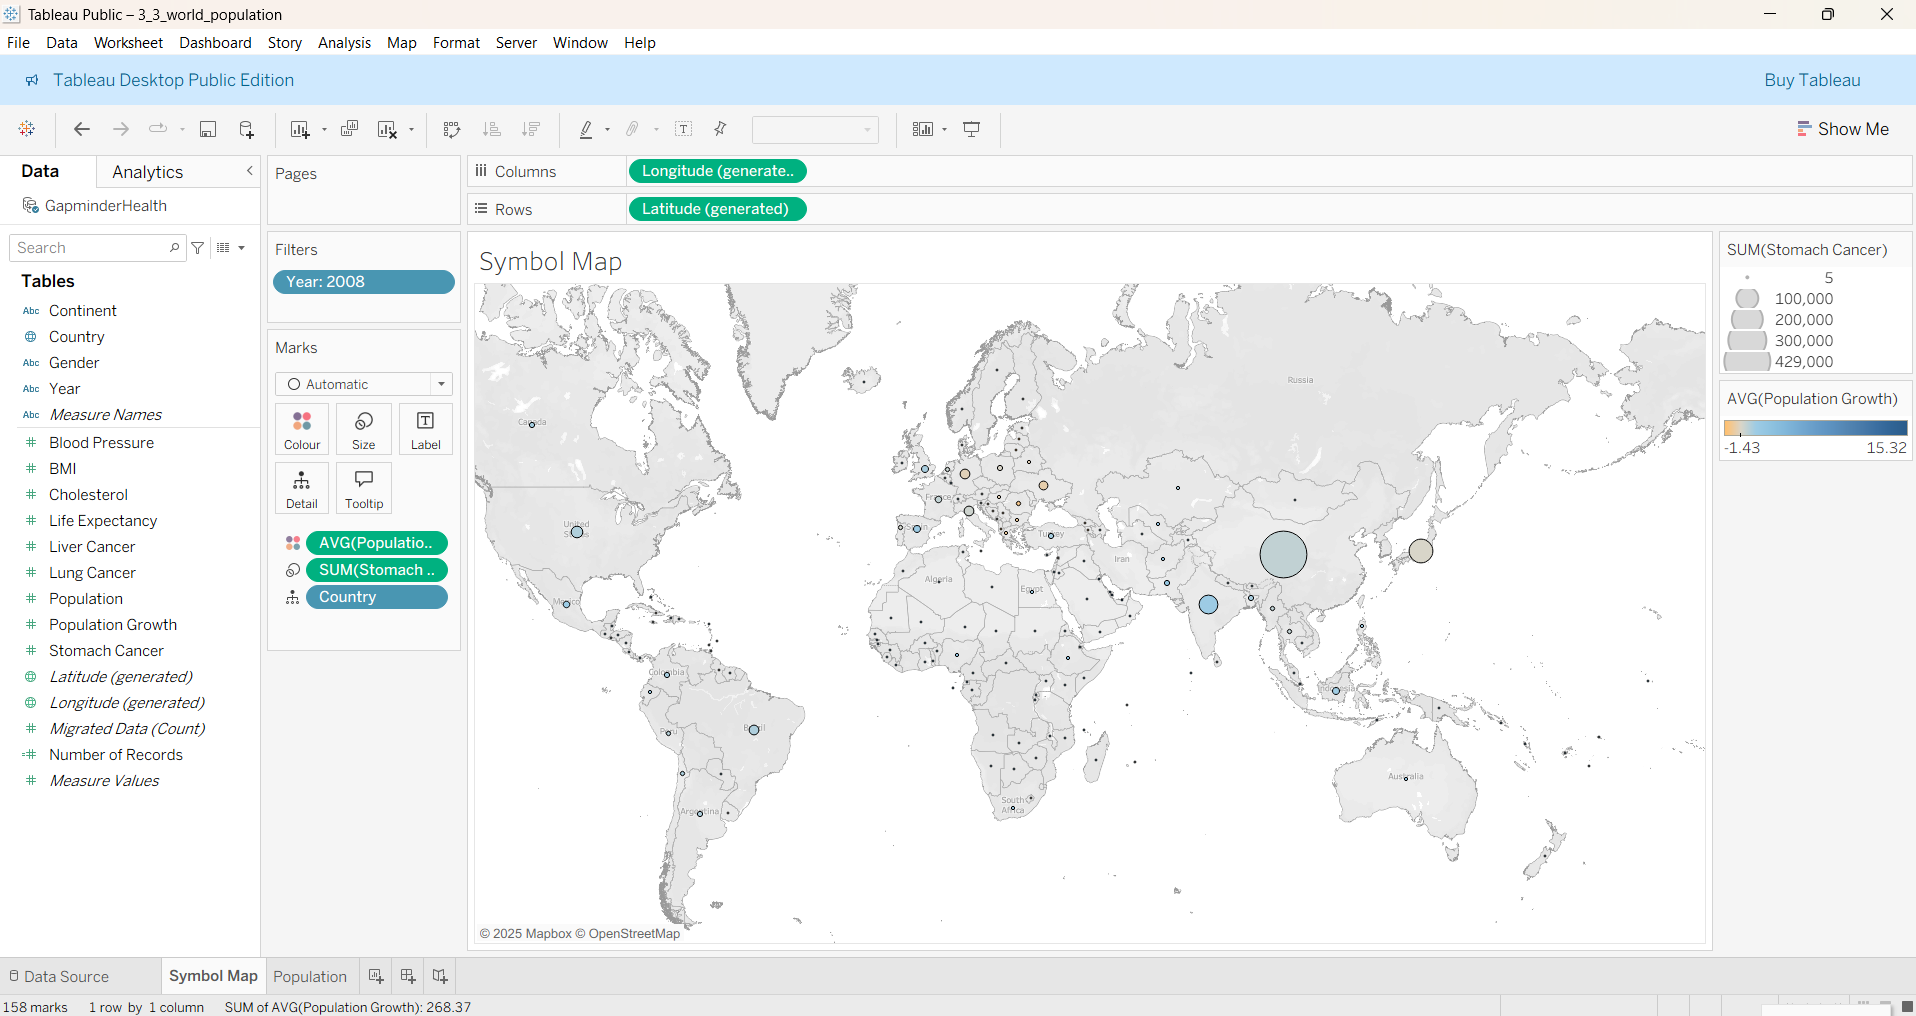 Tableau Public – 3_3_world_population
File Data Worksheet Dashboard Story Analysis Map Format Server Window Help
Tableau Desktop Public Edition
Buy Tableau
Show Me
Data
Analytics
GapminderHealth
Search
Tables
Abc Continent
Country
Abc Gender
Abc Year
Abc Measure Names
Blood Pressure
BMI
Cholesterol
Life Expectancy
Liver Cancer
Lung Cancer
Population
Population Growth
Stomach Cancer
Latitude (generated)
Longitude (generated)
Migrated Data (Count)
Number of Records
Measure Values
Pages
Filters
Year: 2008
Marks
Automatic
Colour
Size
Label
Detail
Tooltip
AVG(Populatio..
SUM(Stomach ..
Country
Columns
Longitude (generate..
Rows
Latitude (generated)
Symbol Map
Russia
Canada
France
United
Turkey
Iran
Algeria
Egypt
Mexico
Colombia
Peru
Brazil
Indonesia
Australia
South
Africa
Argentina
© 2025 Mapbox © OpenStreetMap
SUM(Stomach Cancer)
5
100,000
200,000
300,000
429,000
AVG(Population Growth)
-1.43
15.32
Data Source
Symbol Map
Population
158 marks
1 row by 1 column
SUM of AVG(Population Growth): 268.37